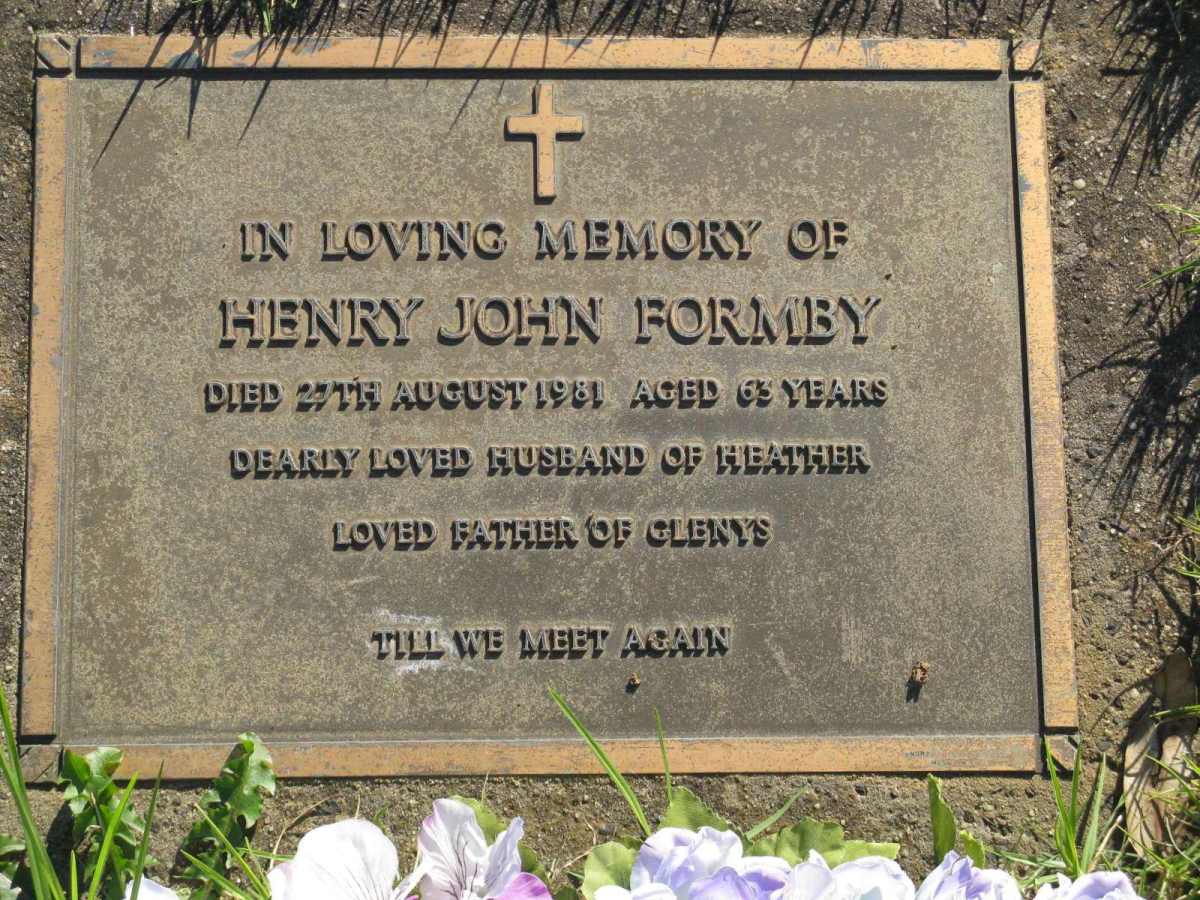 IN LOVING MEMORY OF
HENRY JOHN FORMBY
DIED 27TH AUGUST 1981 AGED 63 YEARS
DEARLY LOVED HUSBAND OF HEATHER
LOVED FATHER OF GLENYS
TILL WE MEET AGAIN